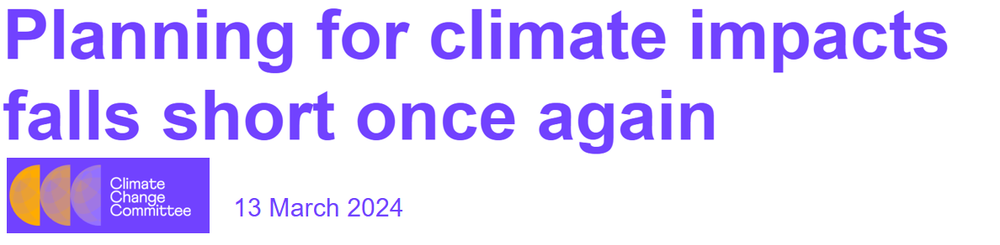 Planning for climate impacts
falls short once again
Climate
Change
Committee
13 March 2024